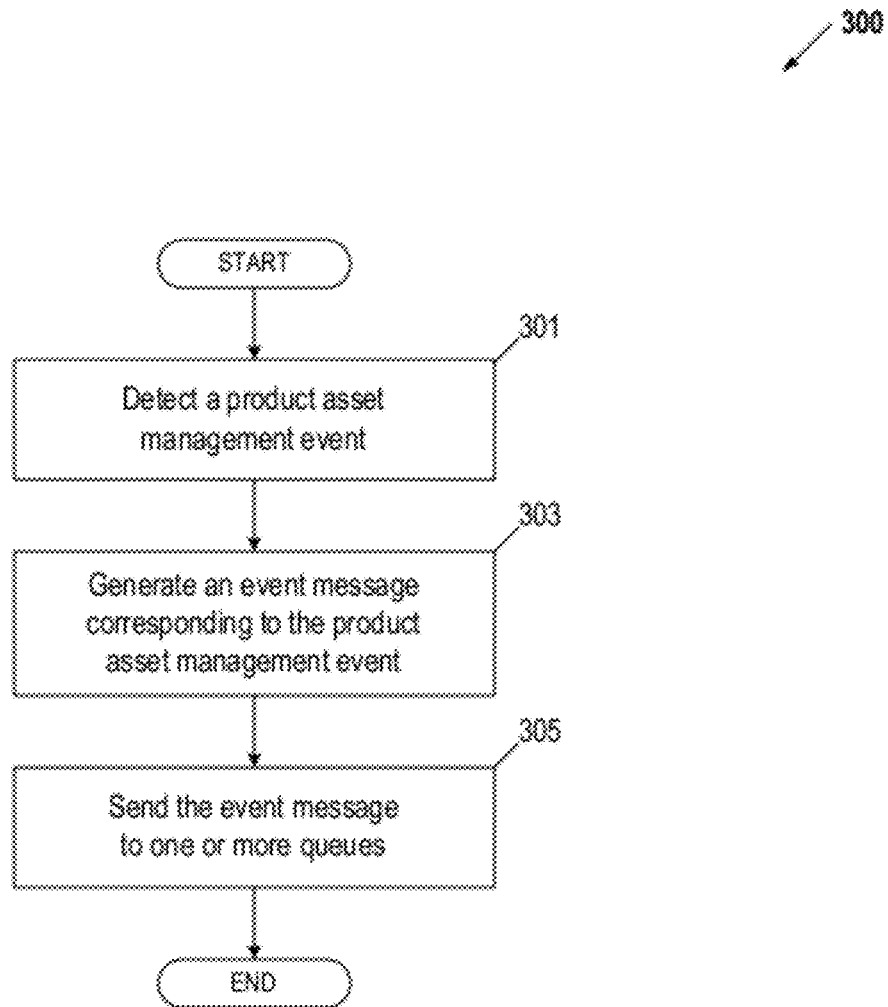 300
START
301
Detect a product asset
management event
303
Generate an event message
corresponding to the product
asset management event
305
Send the event message
to one or more queues
END